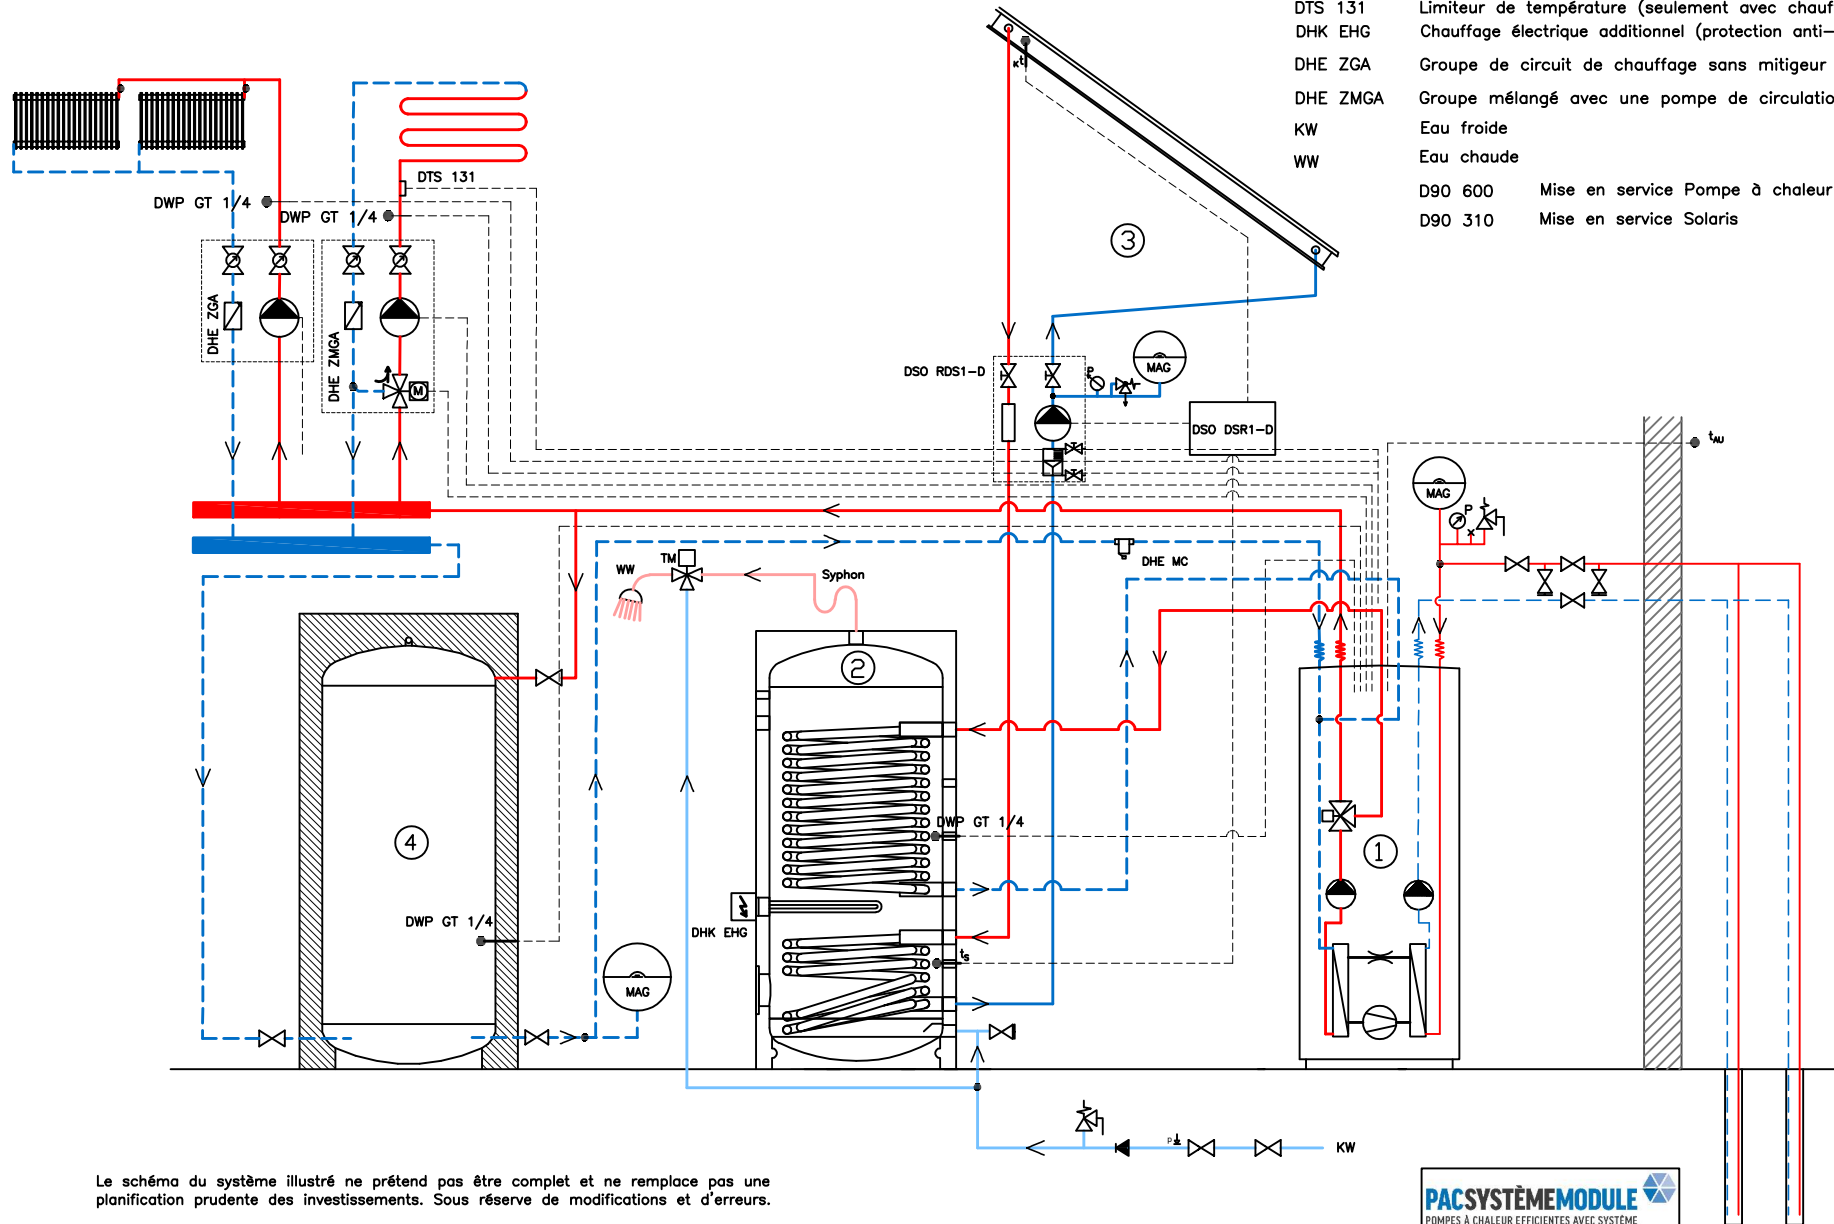 DTS 131 Limiteur de température (seulement avec chauf
DHK EHG Chauffage électrique additionnel (protection anti-
DHE ZGA Groupe de circuit de chauffage sans mitigeur
DHE ZMGA Groupe mélangé avec une pompe de circulatio
KW Eau froide
WW Eau chaude
D90 600 Mise en service Pompe à chaleur
D90 310 Mise en service Solaris
κt
DTS 131
DWP GT 1/4
DWP GT 1/4
3
DHE ZGA
DHE ZMGA
M
DSO RDS1-D
P
MAG
DSO DSR1-D
tAU
MAG
P
TM
WW
Syphon
DHE MC
2
4
DWP GT 1/4
1
DWP GT 1/4
DHK EHG
tS
MAG
P
KW
Le schéma du système illustré ne prétend pas être complet et ne remplace pas une
planification prudente des investissements. Sous réserve de modifications et d'erreurs.
PACSYSTÈMEMODULE
POMPES À CHALEUR EFFICIENTES AVEC SYSTÈME